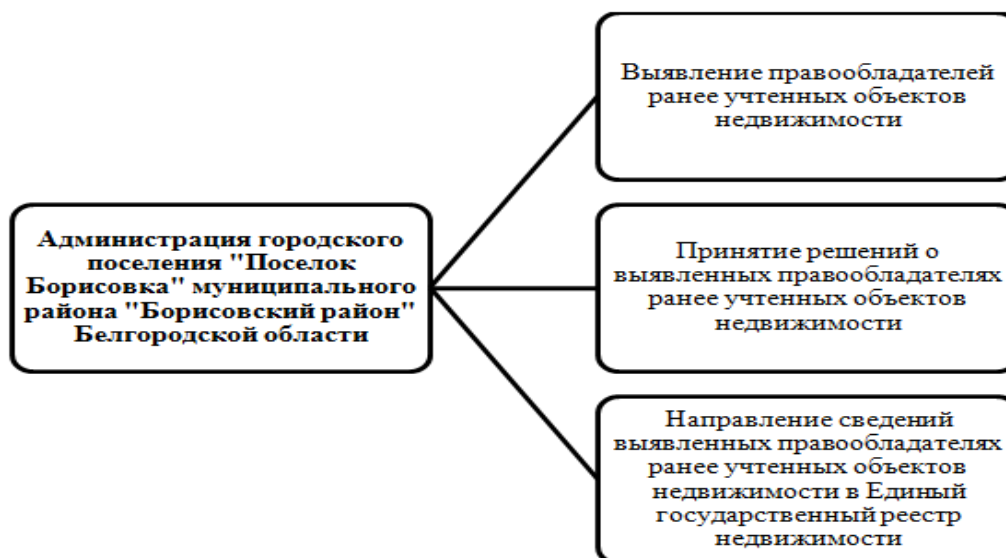 Администрация городского
поселения "Поселок
Борисовка" муниципального
района "Борисовский район"
Белгородской области
Выявление правообладателей
ранее учтенных объектов
недвижимости
Принятие решений о
выявленных правообладателях
ранее учтенных объектов
недвижимости
Направление сведений
выявленных правообладателях
ранее учтенных объектов
недвижимости в Единый
государственный реестр
недвижимости